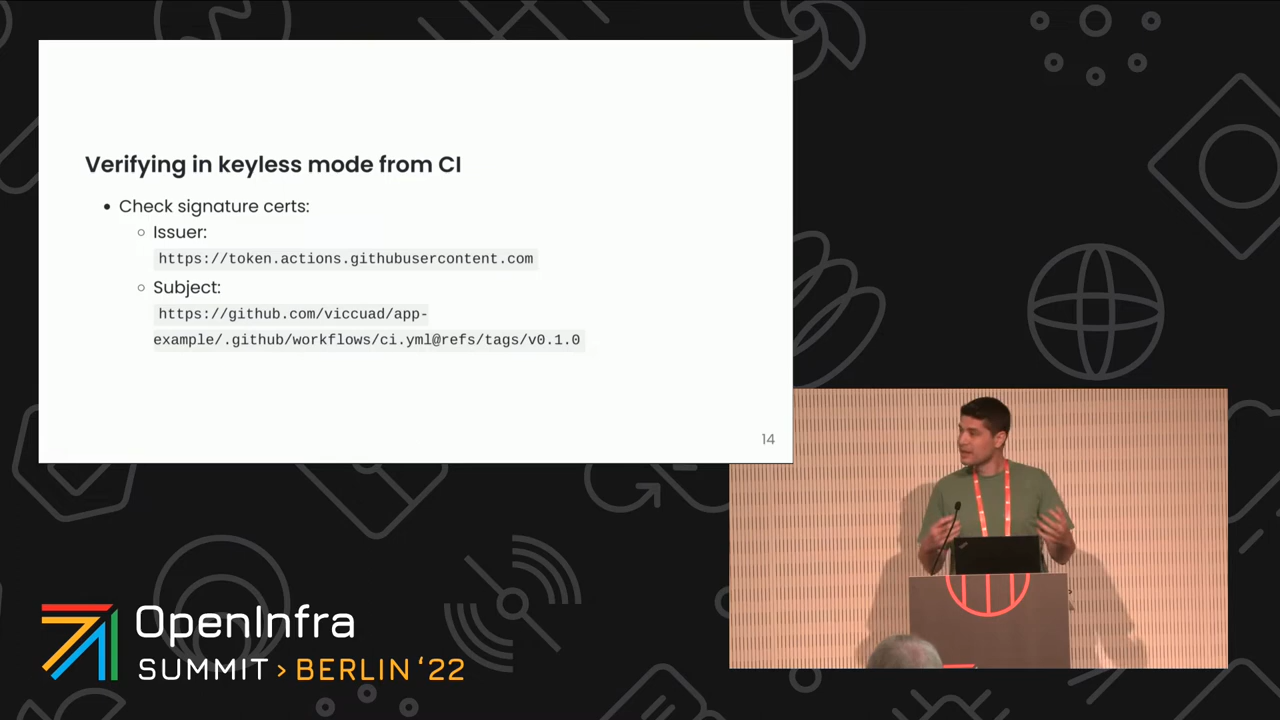 Verifying in keyless mode from CI
Check signature certs:
Issuer:
https://token.actions.githubusercontent.com
Subject:
https://github.com/viccuad/app-
example/.github/workflows/ci.yml@refs/tags/v0.1.0
14
OpenInfra
SUMMIT > BERLIN ‘22